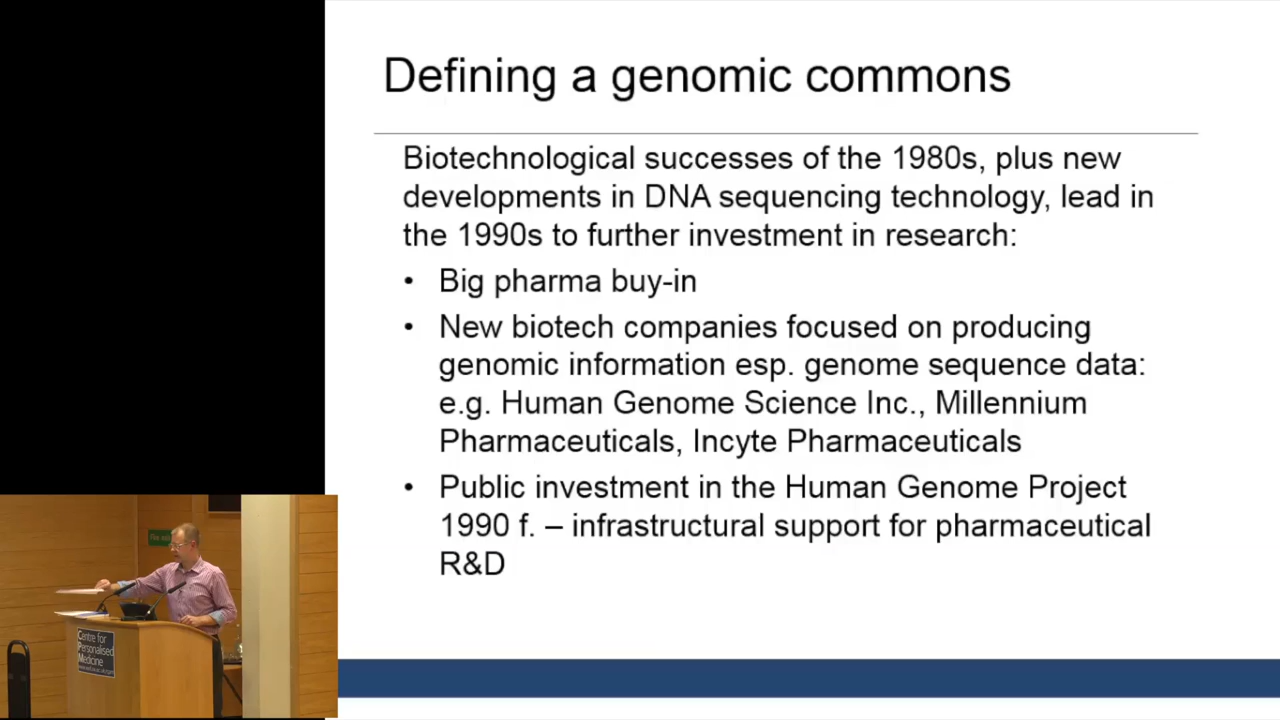 Defining a genomic commons
Biotechnological successes of the 1980s, plus new
developments in DNA sequencing technology, lead in
the 1990s to further investment in research:
• Big pharma buy-in
• New biotech companies focused on producing
genomic information esp. genome sequence data:
e.g. Human Genome Science Inc., Millennium
Pharmaceuticals, Incyte Pharmaceuticals
• Public investment in the Human Genome Project
1990 f. – infrastructural support for pharmaceutical
R&D
Centre for
Personalised
Medicine